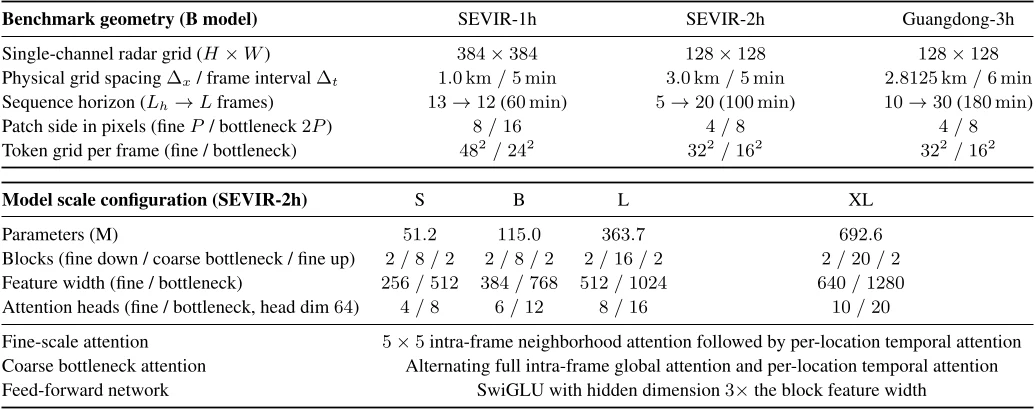 Benchmark geometry (B model) SEVIR-1h SEVIR-2h Guangdong-3h
Single-channel radar grid (H × W) 384 × 384 128 × 128 128 × 128
Physical grid spacing Δx / frame interval Δt 1.0 km / 5 min 3.0 km / 5 min 2.8125 km / 6 min
Sequence horizon (Lh → L frames) 13 → 12 (60 min) 5 → 20 (100 min) 10 → 30 (180 min)
Patch side in pixels (fine P / bottleneck 2P) 8 / 16 4 / 8 4 / 8
Token grid per frame (fine / bottleneck) 48² / 24² 32² / 16² 32² / 16²
Model scale configuration (SEVIR-2h) S B L XL
Parameters (M) 51.2 115.0 363.7 692.6
Blocks (fine down / coarse bottleneck / fine up) 2 / 8 / 2 2 / 8 / 2 2 / 16 / 2 2 / 20 / 2
Feature width (fine / bottleneck) 256 / 512 384 / 768 512 / 1024 640 / 1280
Attention heads (fine / bottleneck, head dim 64) 4 / 8 6 / 12 8 / 16 10 / 20
Fine-scale attention 5 × 5 intra-frame neighborhood attention followed by per-location temporal attention
Coarse bottleneck attention Alternating full intra-frame global attention and per-location temporal attention
Feed-forward network SwiGLU with hidden dimension 3× the block feature width